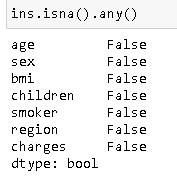 ins.isna().any()
age False
sex False
bmi False
children False
smoker False
region False
charges False
dtype: bool